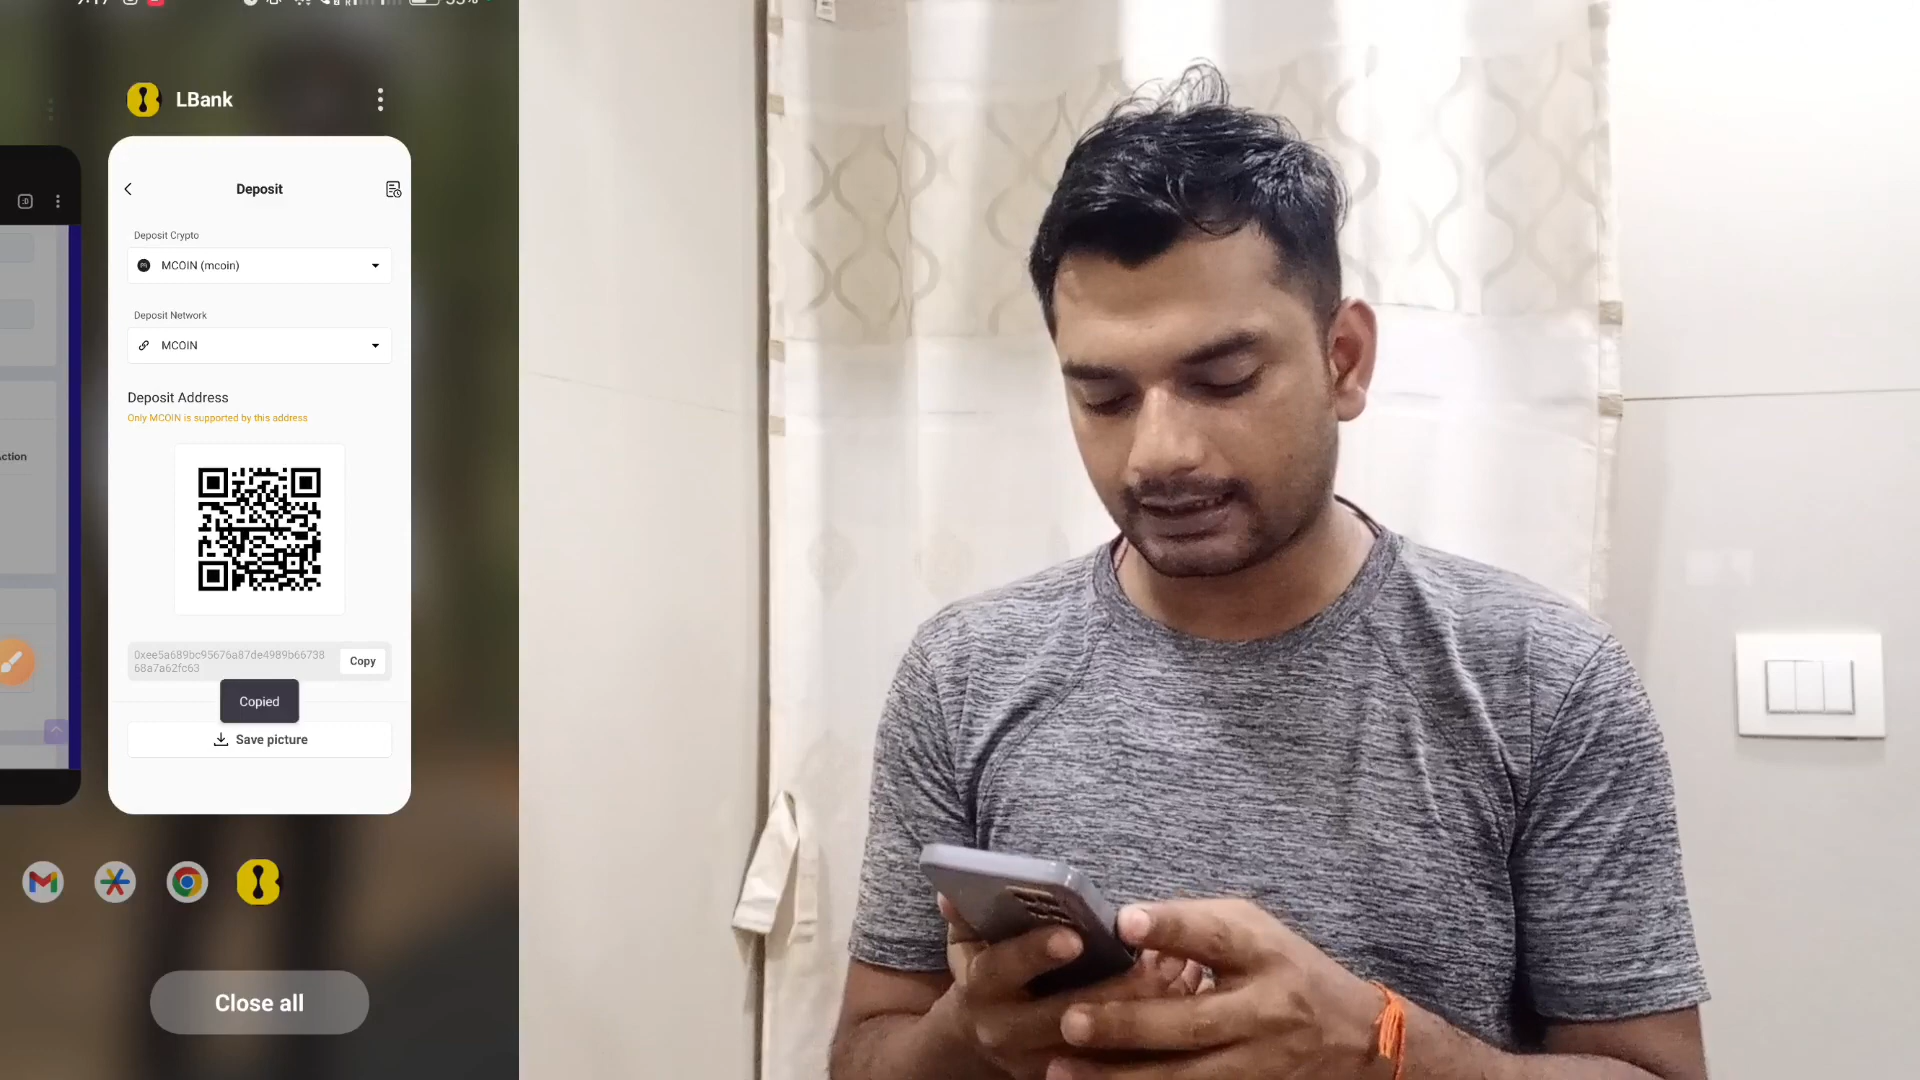 LBank
Deposit
Deposit Crypto
MCOIN (mcoin)
Deposit Network
MCOIN
Deposit Address
Only MCOIN is supported by this address
0xee5a689bc95676a87de4989b66738
68a7a62fc63
Copy
Copied
Save picture
Close all